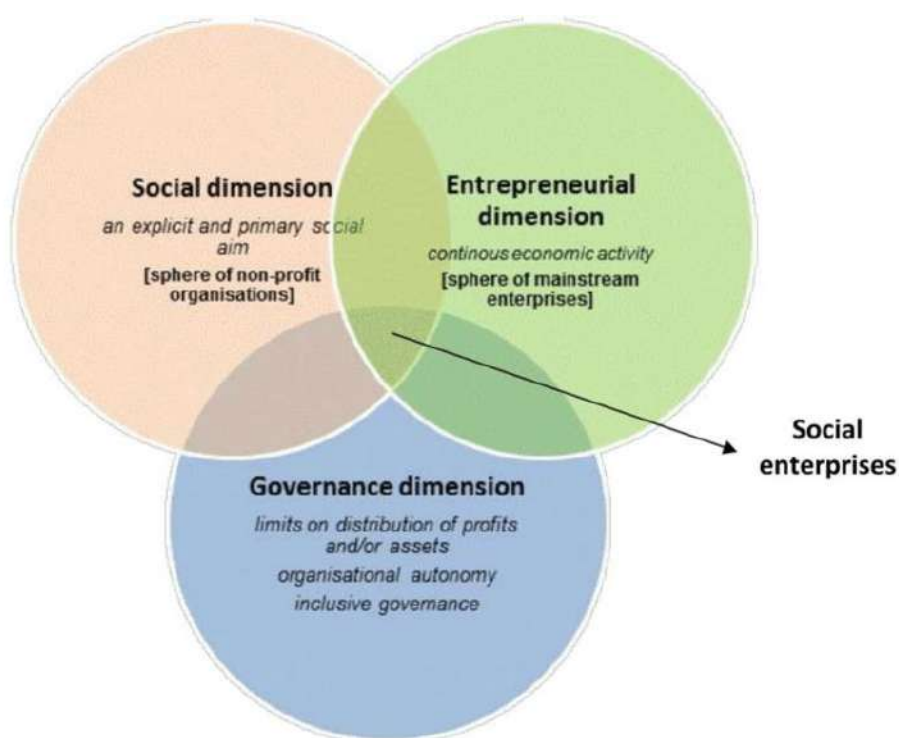 Social dimension
an explicit and primary social
aim
[sphere of non-profit
organisations]
Entrepreneurial
dimension
continous economic activity
[sphere of mainstream
enterprises]
Social
enterprises
Governance dimension
limits on distribution of profits
and/or assets
organisational autonomy
inclusive governance